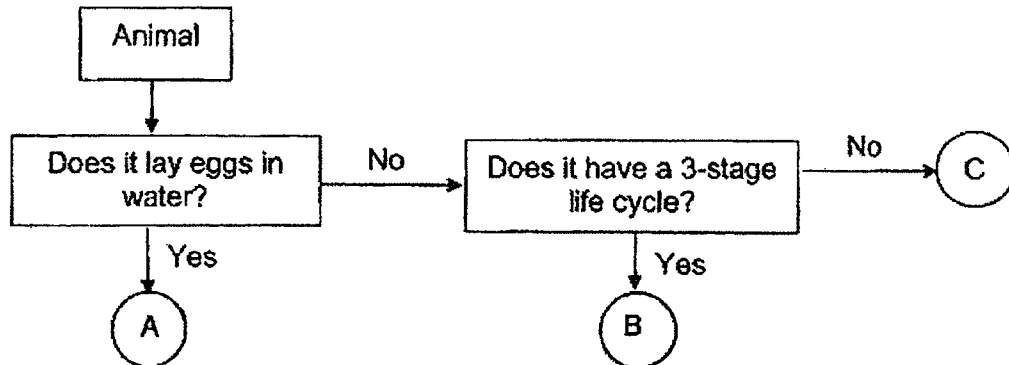 Animal
Does it lay eggs in
water?
No
Does it have a 3-stage
life cycle?
No
C
Yes
Yes
A
B